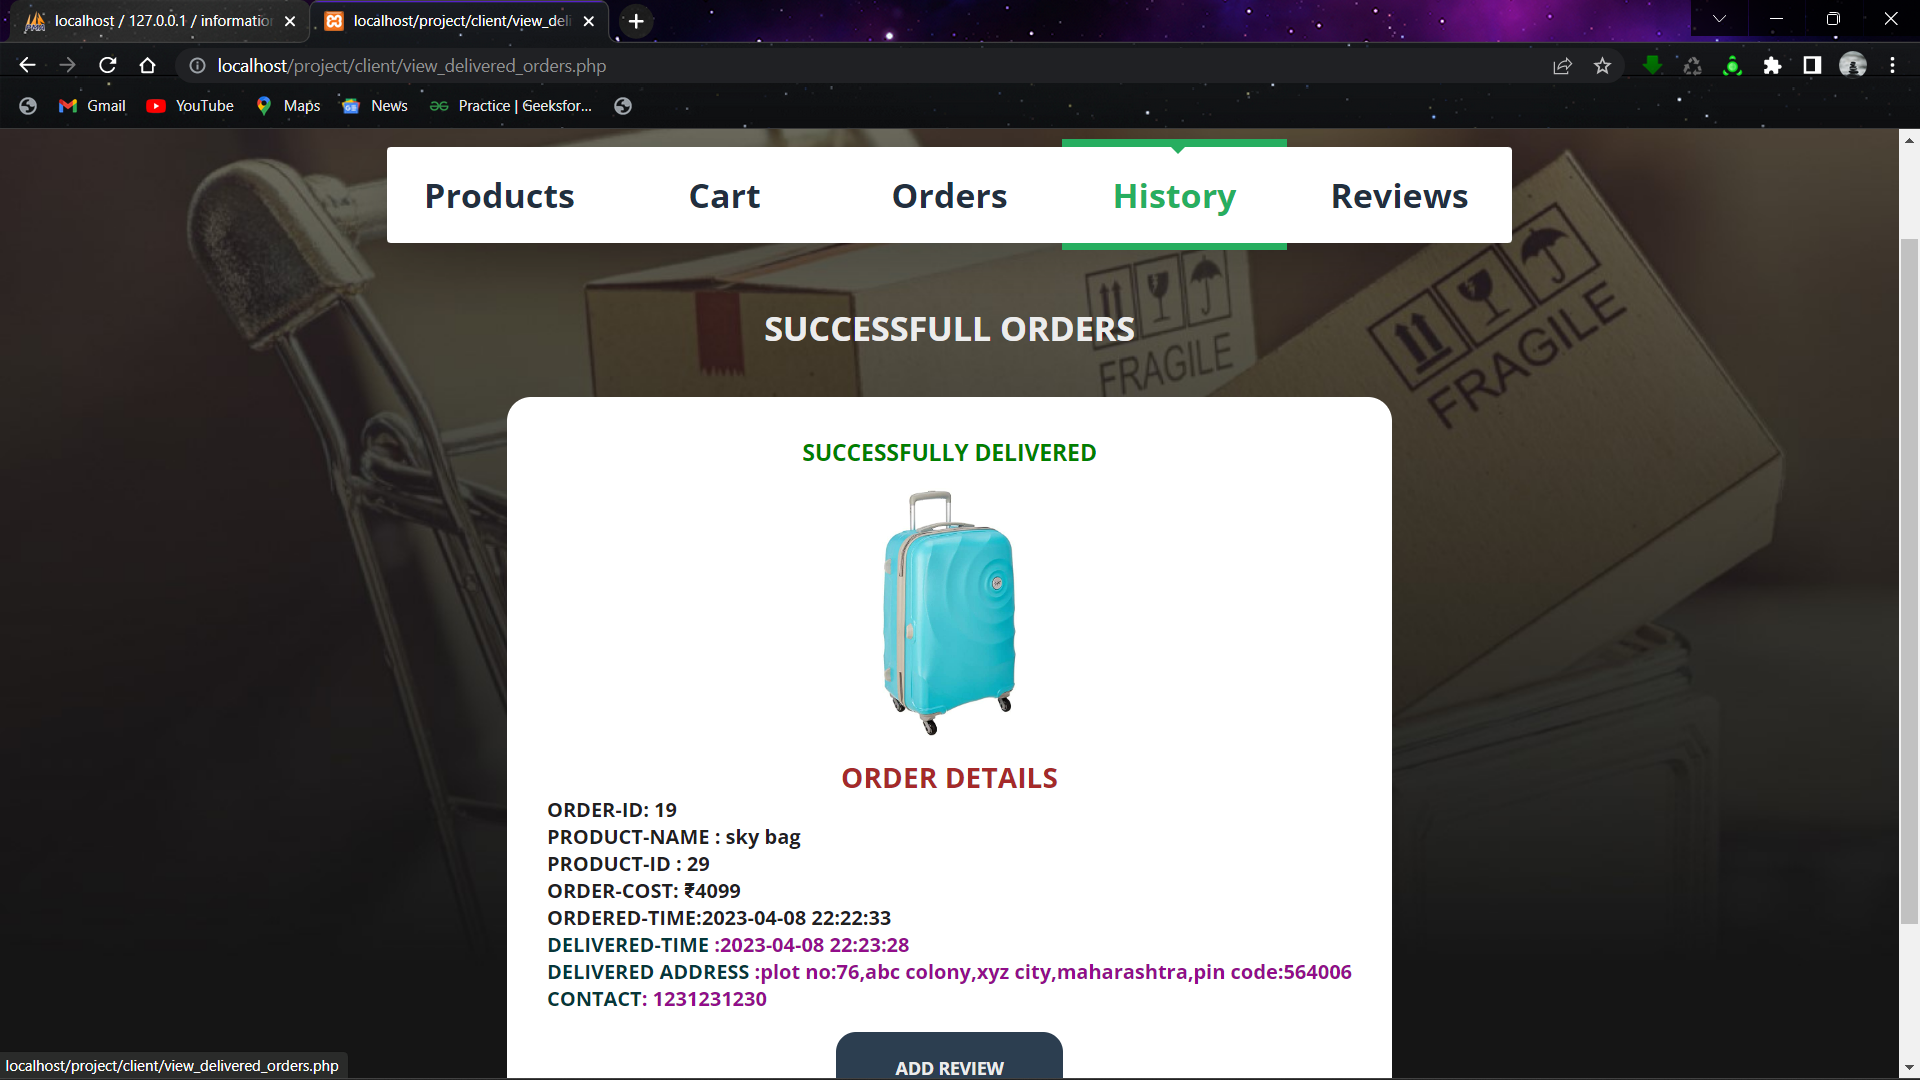 localhost / 127.0.0.1 / informatio
localhost/project/client/view_deli
localhost/project/client/view_delivered_orders.php
Gmail
YouTube
Maps
News
Practice | Geeksfor...
Products
Cart
Orders
History
Reviews
FRAGILE
FRAGILE
SUCCESSFULL ORDERS
SUCCESSFULLY DELIVERED
ORDER DETAILS
ORDER-ID: 19
PRODUCT-NAME : sky bag
PRODUCT-ID : 29
ORDER-COST: ₹4099
ORDERED-TIME:2023-04-08 22:22:33
DELIVERED-TIME :2023-04-08 22:23:28
DELIVERED ADDRESS :plot no:76,abc colony,xyz city,maharashtra,pin code:564006
CONTACT: 1231231230
ADD REVIEW
localhost/project/client/view_delivered_orders.php